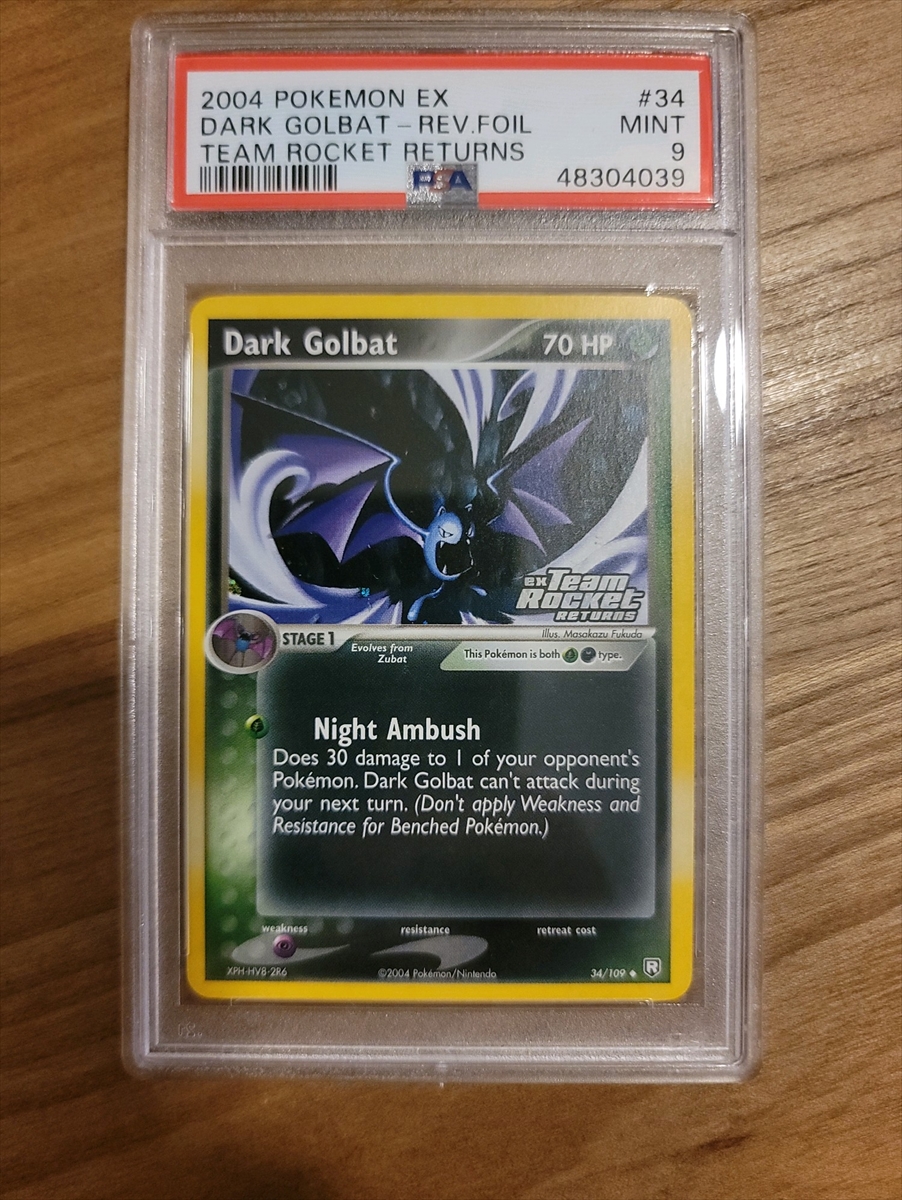 2004 POKEMON EX #34
DARK GOLBAT - REV.FOIL MINT
TEAM ROCKET RETURNS 9
PSA 48304039
Dark Golbat 70 HP
ex Team
Rocket
RETURNS
Illus. Masakazu Fukuda
STAGE 1
Evolves from
Zubat
This Pokémon is both type.
Night Ambush
Does 30 damage to 1 of your opponent's
Pokémon. Dark Golbat can't attack during
your next turn. (Don't apply Weakness and
Resistance for Benched Pokémon.)
weakness resistance retreat cost
XPH-HV8-2R6 ©2004 Pokémon/Nintendo 34/109 R